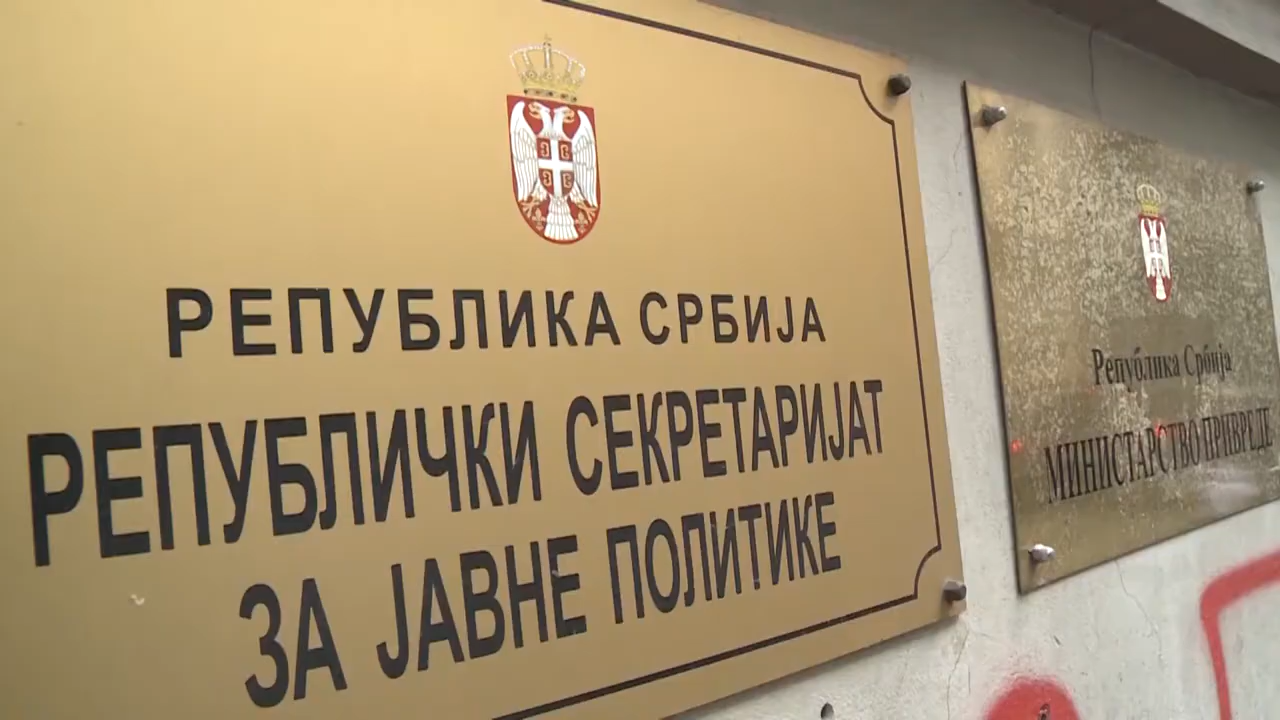 РЕПУБЛИКА СРБИЈА
РЕПУБЛИЧКИ СЕКРЕТАРИЈАТ
ЗА ЈАВНЕ ПОЛИТИКЕ
Република Србија
МИНИСТАРСТВО ПРИВРЕДЕ